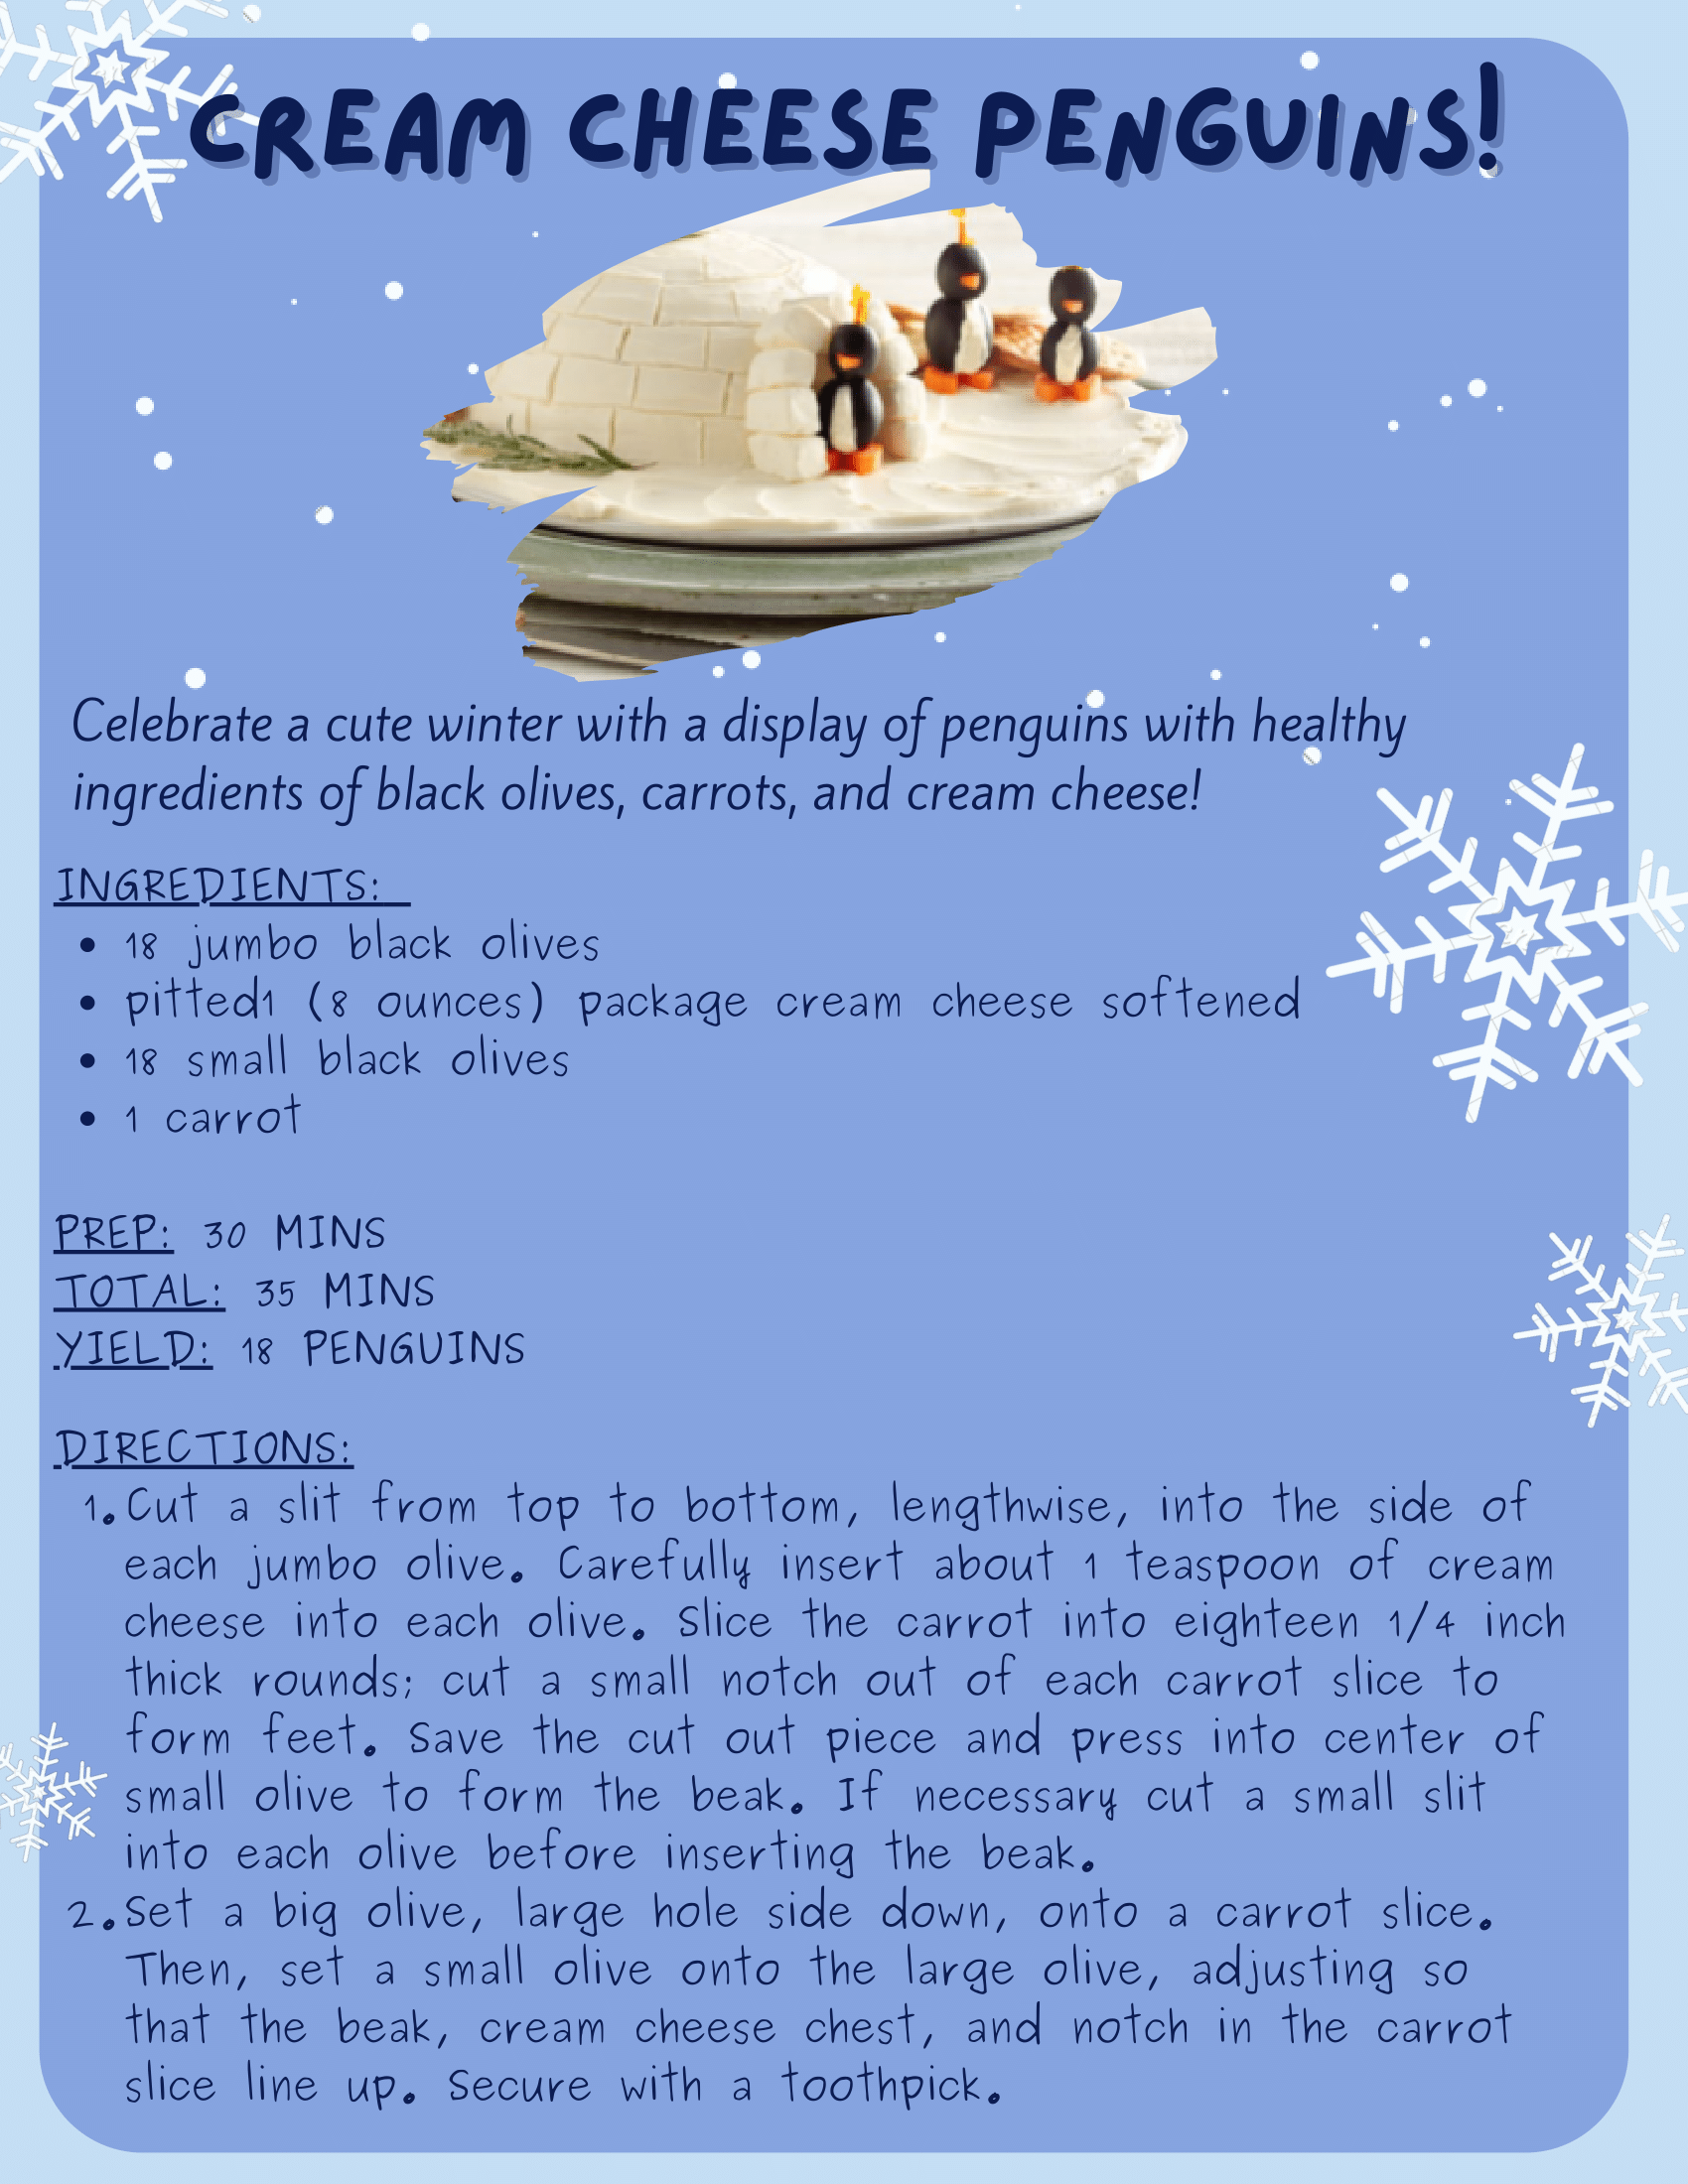 CREAM CHEESE PENGUINS!
Celebrate a cute winter with a display of penguins with healthy
ingredients of black olives, carrots, and cream cheese!
INGREDIENTS:
• 18 jumbo black olives
• pitted1 (8 ounces) package cream cheese softened
• 18 small black olives
• 1 carrot
PREP: 30 MINS
TOTAL: 35 MINS
YIELD: 18 PENGUINS
DIRECTIONS:
1. Cut a slit from top to bottom, lengthwise, into the side of
each jumbo olive. Carefully insert about 1 teaspoon of cream
cheese into each olive. Slice the carrot into eighteen 1/4 inch
thick rounds; cut a small notch out of each carrot slice to
form feet. Save the cut out piece and press into center of
small olive to form the beak. If necessary cut a small slit
into each olive before inserting the beak.
2. Set a big olive, large hole side down, onto a carrot slice.
Then, set a small olive onto the large olive, adjusting so
that the beak, cream cheese chest, and notch in the carrot
slice line up. Secure with a toothpick.